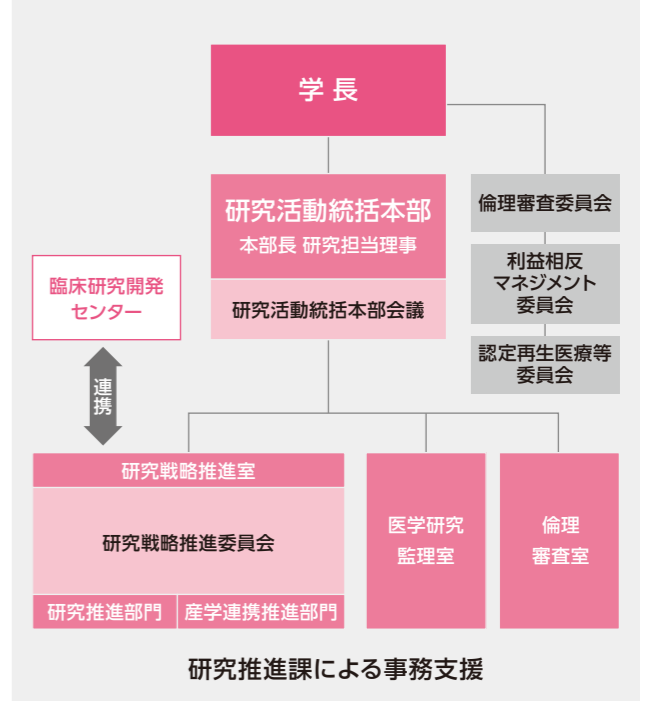 学 長
研究活動統括本部
本部長 研究担当理事
研究活動統括本部会議
倫理審査委員会
利益相反
マネジメント
委員会
認定再生医療等
委員会
臨床研究開発
センター
連携
研究戦略推進室
研究戦略推進委員会
研究推進部門
産学連携推進部門
医学研究
監理室
倫理
審査室
研究推進課による事務支援